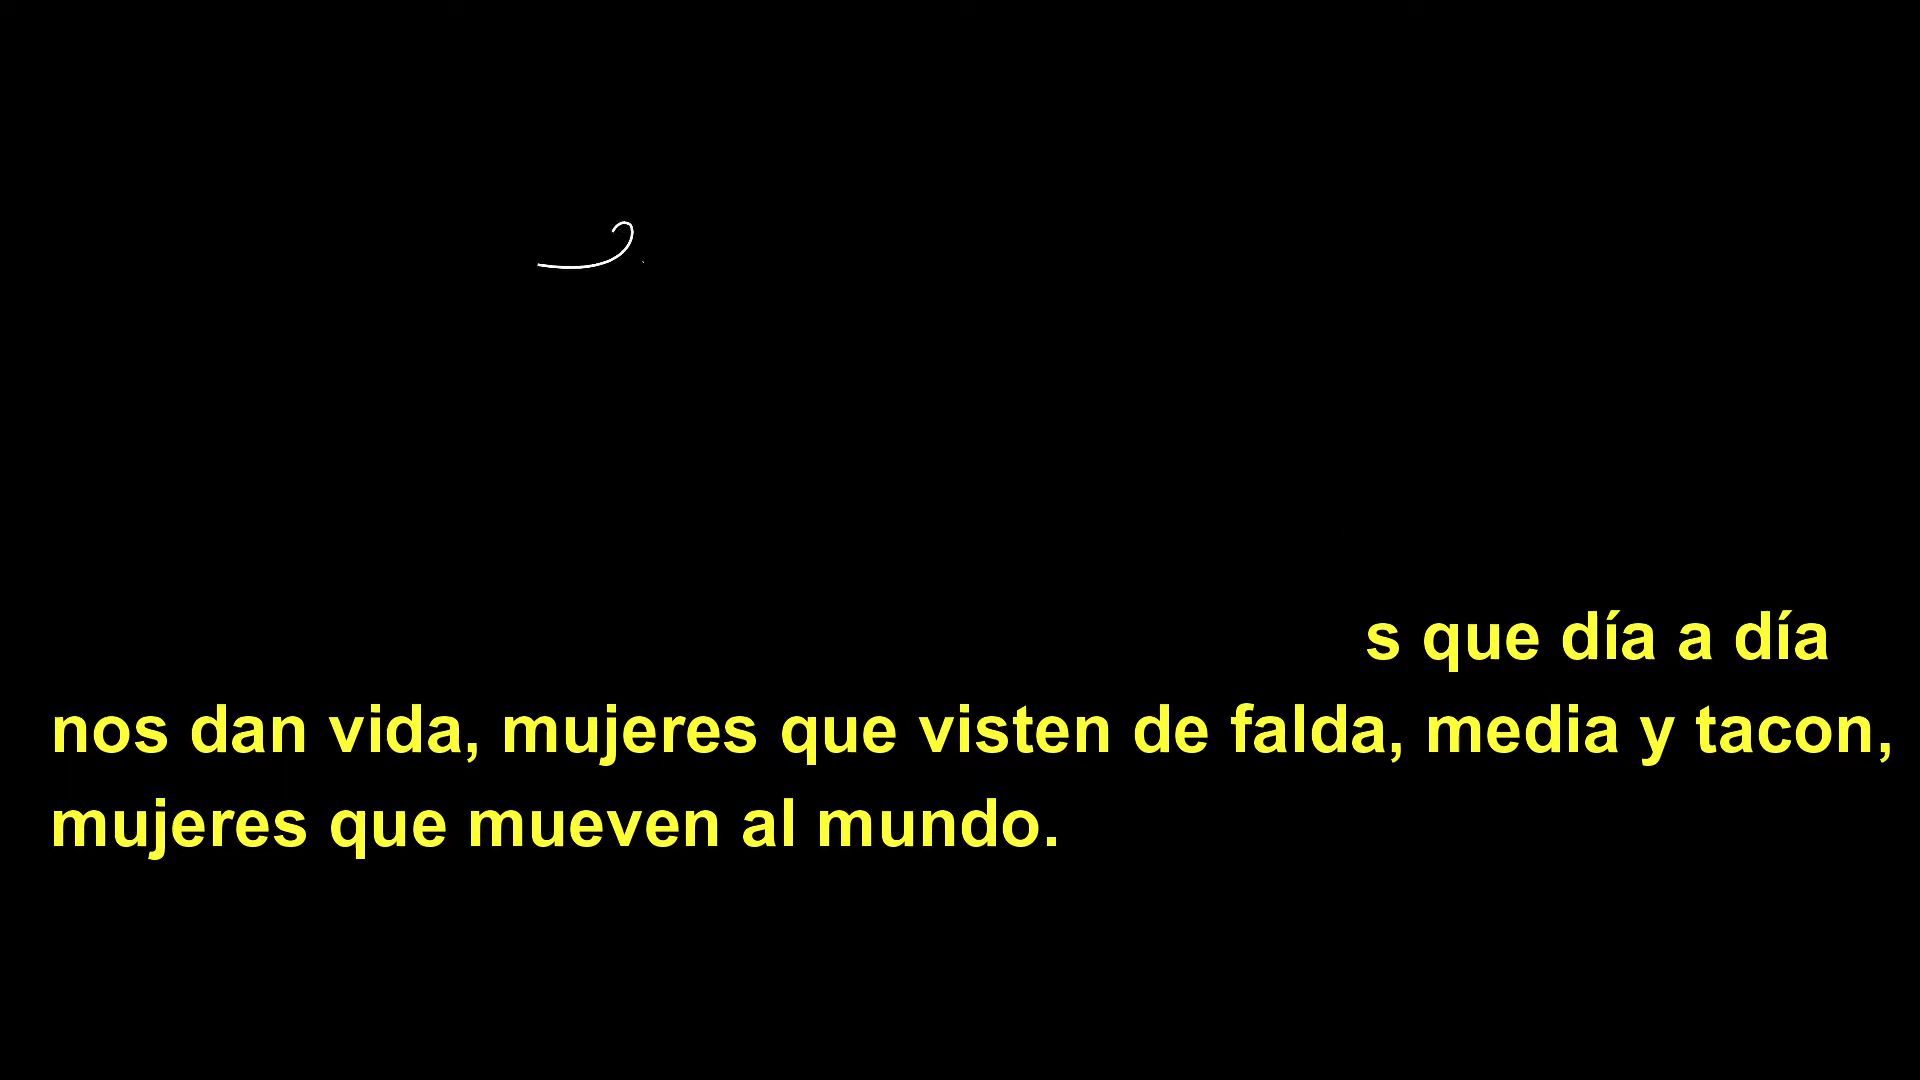 s que día a día
nos dan vida, mujeres que visten de falda, media y tacon,
mujeres que mueven al mundo.